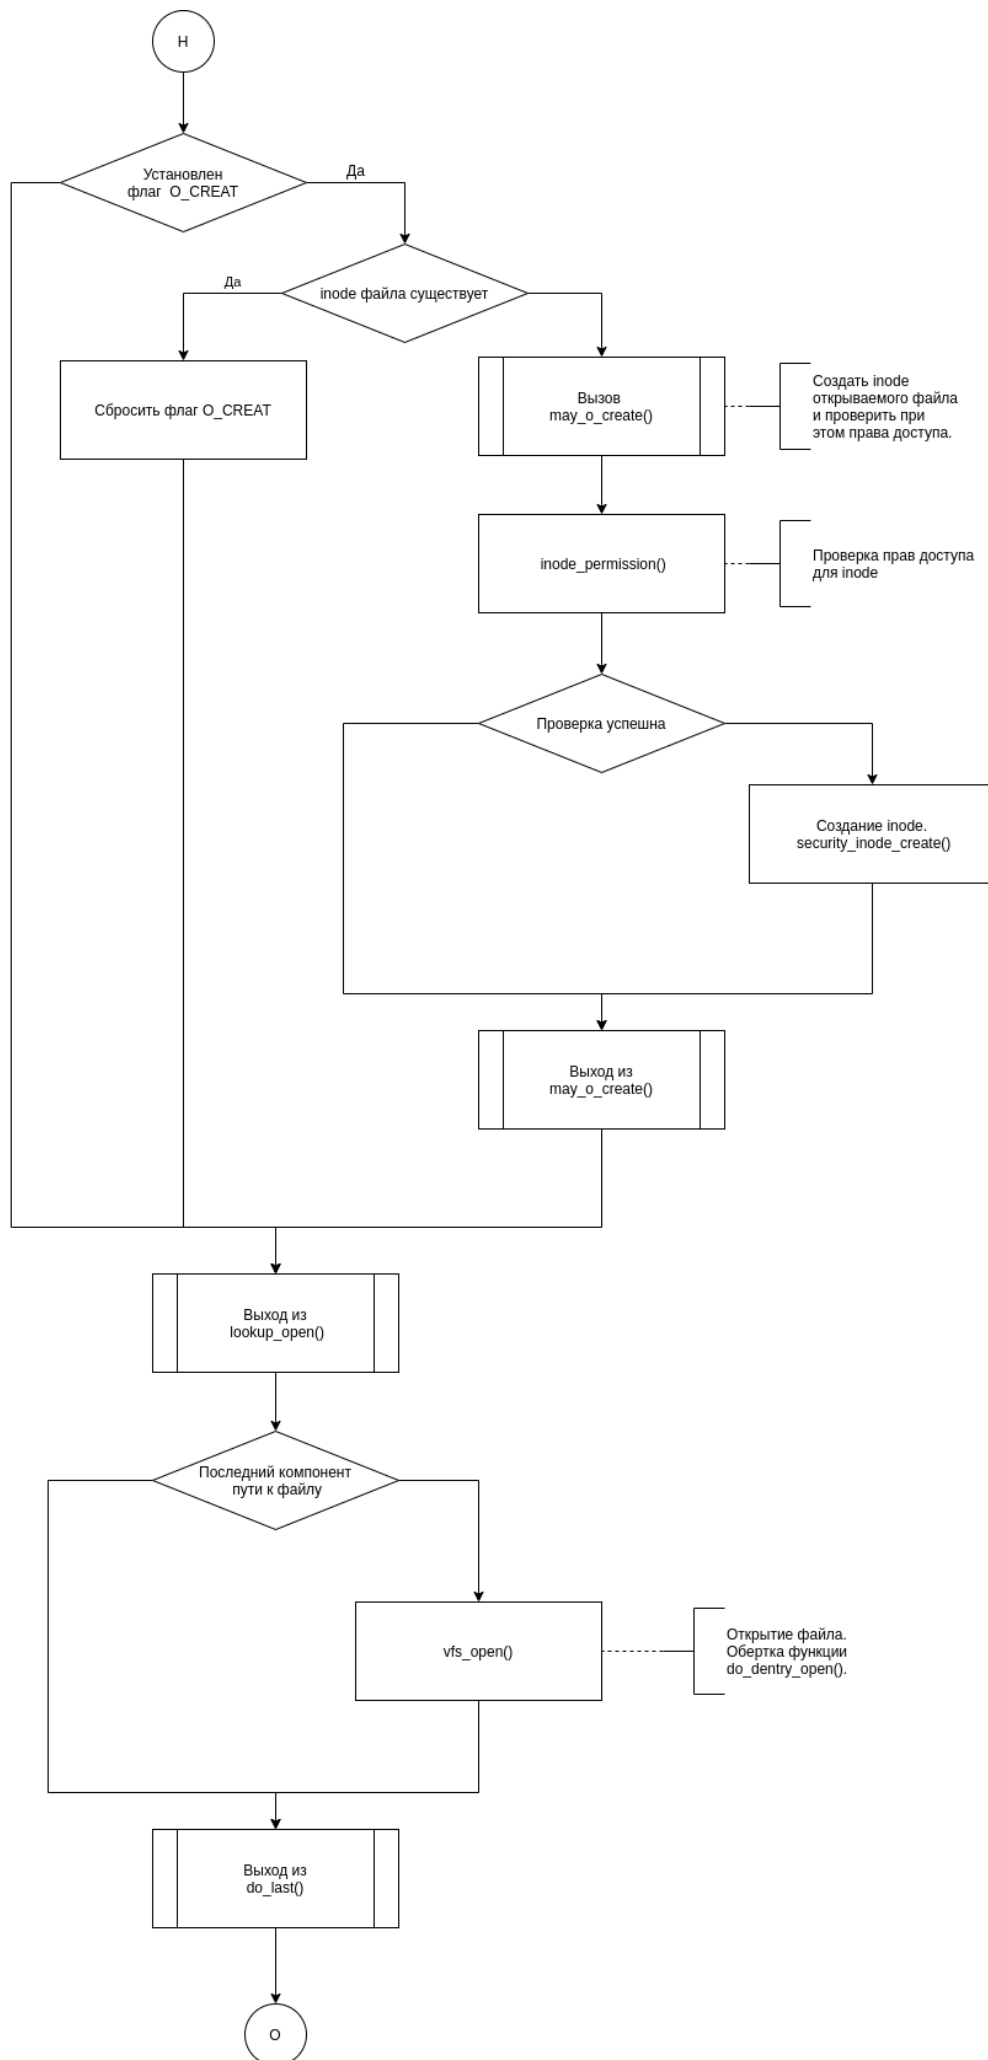 Н
Установлен
флаг O_CREAT
Да
Да
inode файла существует
Сбросить флаг O_CREAT
Вызов
may_o_create()
Создать inode
открываемого файла
и проверить при
этом права доступа.
inode_permission()
Проверка прав доступа
для inode
Проверка успешна
Создание inode.
security_inode_create()
Выход из
may_o_create()
Выход из
lookup_open()
Последний компонент
пути к файлу
vfs_open()
Открытие файла.
Обертка функции
do_dentry_open().
Выход из
do_last()
О